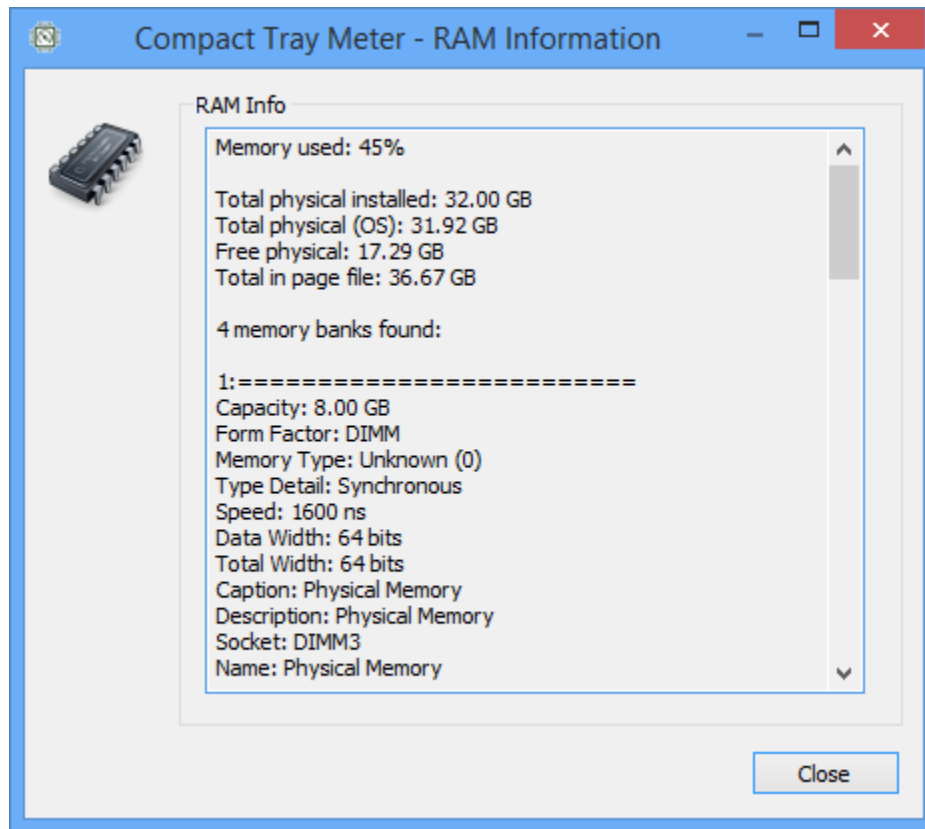 Compact Tray Meter - RAM Information
RAM Info
Memory used: 45%
Total physical installed: 32.00 GB
Total physical (OS): 31.92 GB
Free physical: 17.29 GB
Total in page file: 36.67 GB
4 memory banks found:
1:=========================
Capacity: 8.00 GB
Form Factor: DIMM
Memory Type: Unknown (0)
Type Detail: Synchronous
Speed: 1600 ns
Data Width: 64 bits
Total Width: 64 bits
Caption: Physical Memory
Description: Physical Memory
Socket: DIMM3
Name: Physical Memory
Close